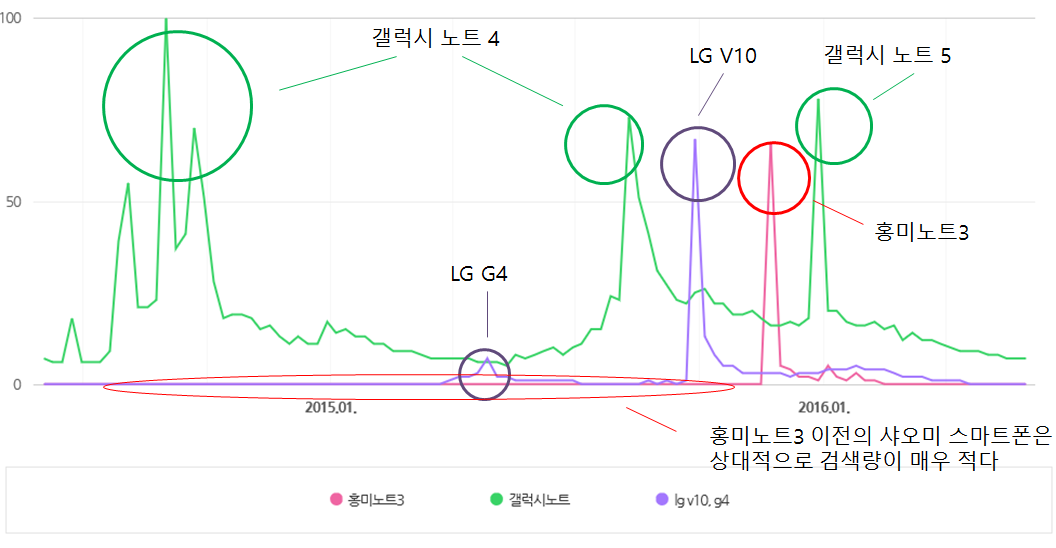 100
갤럭시 노트 4
LG V10
갤럭시 노트 5
50
홍미노트3
LG G4
0
2015.01.
2016.01.
홍미노트3 이전의 샤오미 스마트폰은
상대적으로 검색량이 매우 적다
홍미노트3
갤럭시노트
lg v10, g4